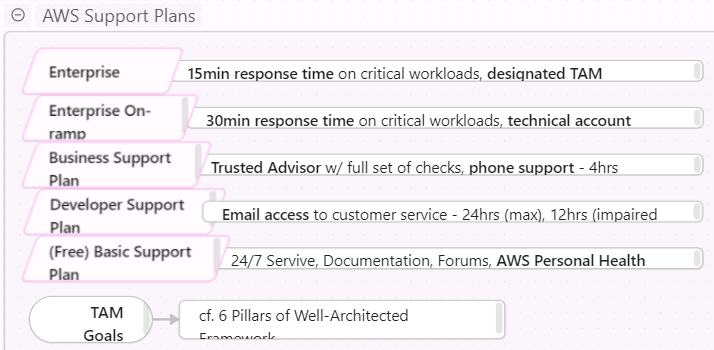 AWS Support Plans
Enterprise
15min response time on critical workloads, designated TAM
Enterprise On-
ramp
30min response time on critical workloads, technical account
Business Support
Plan
Trusted Advisor w/ full set of checks, phone support - 4hrs
Developer Support
Plan
Email access to customer service - 24hrs (max), 12hrs (impaired
(Free) Basic Support
Plan
24/7 Servive, Documentation, Forums, AWS Personal Health
TAM
Goals
cf. 6 Pillars of Well-Architected
Framework